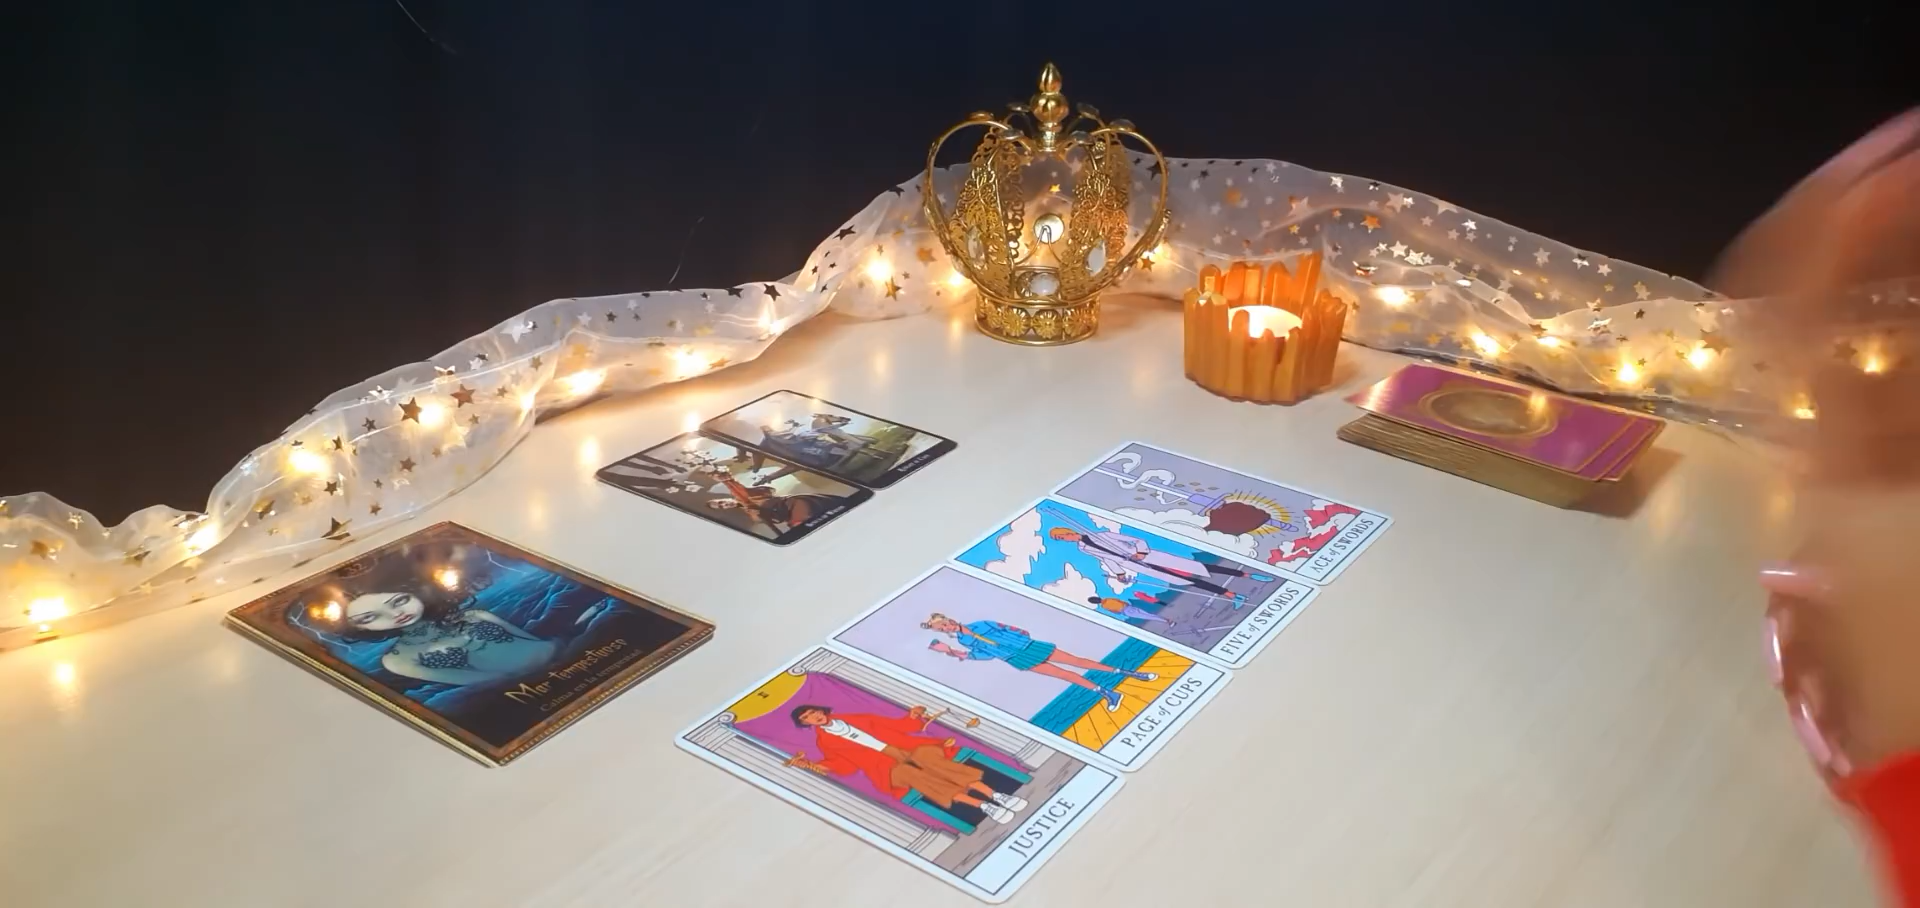 Mar tempestuoso
Calma en la tempestad
ACE of SWORDS
FIVE of SWORDS
PAGE of CUPS
JUSTICE